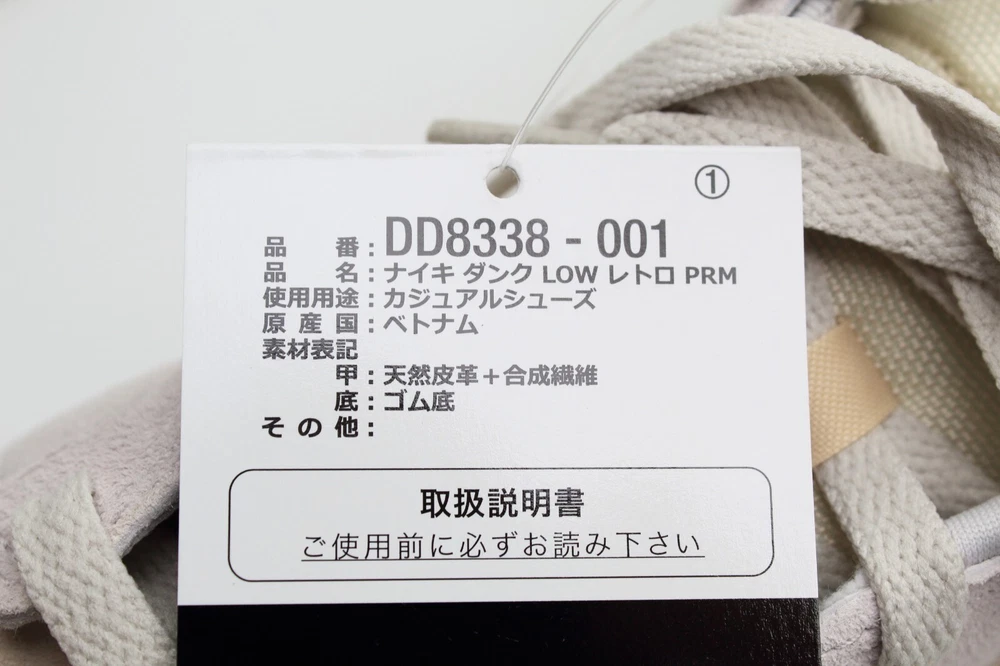 ①
品番:DD8338-001
品名:ナイキ ダンク LOW レトロ PRM
使用用途:カジュアルシューズ
原産国:ベトナム
素材表記
甲:天然皮革+合成繊維
底:ゴム底
その他:
取扱説明書
ご使用前に必ずお読み下さい